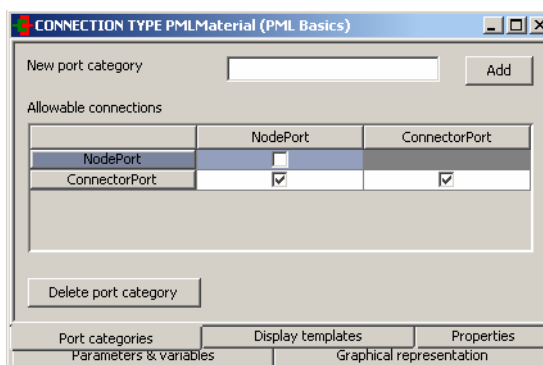 CONNECTION TYPE PMLMaterial (PML Basics)
New port category Add
Allowable connections
NodePort ConnectorPort
NodePort
ConnectorPort
Delete port category
Port categories Display templates Properties
Parameters & variables Graphical representation